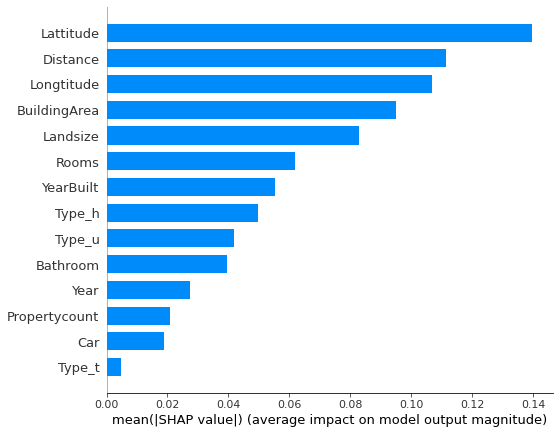 Lattitude
Distance
Longtitude
BuildingArea
Landsize
Rooms
YearBuilt
Type_h
Type_u
Bathroom
Year
Propertycount
Car
Type_t
0.00 0.02 0.04 0.06 0.08 0.10 0.12 0.14
mean(|SHAP value|) (average impact on model output magnitude)